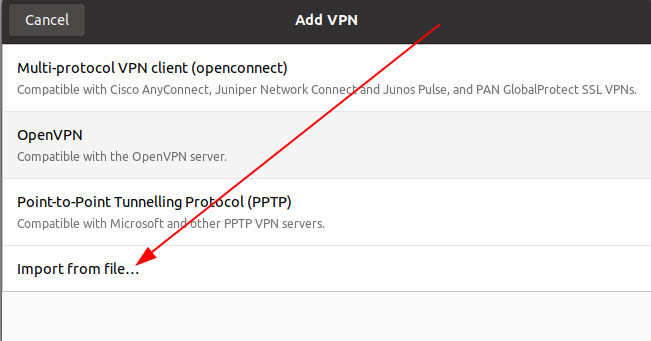 Cancel
Add VPN
Multi-protocol VPN client (openconnect)
Compatible with Cisco AnyConnect, Juniper Network Connect and Junos Pulse, and PAN GlobalProtect SSL VPNs.
OpenVPN
Compatible with the OpenVPN server.
Point-to-Point Tunnelling Protocol (PPTP)
Compatible with Microsoft and other PPTP VPN servers.
Import from file…